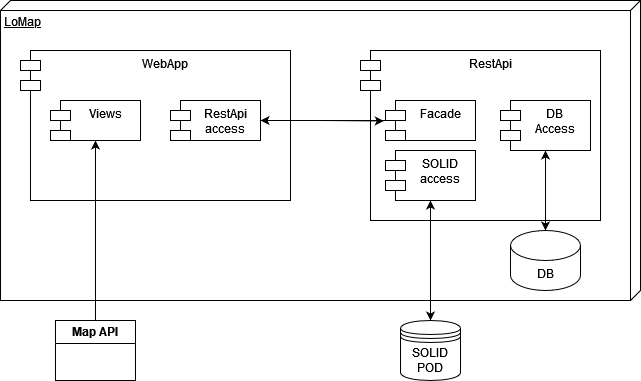 LoMap
WebApp
RestApi
Views
RestApi
access
Facade
DB
Access
SOLID
access
DB
Map API
SOLID
POD